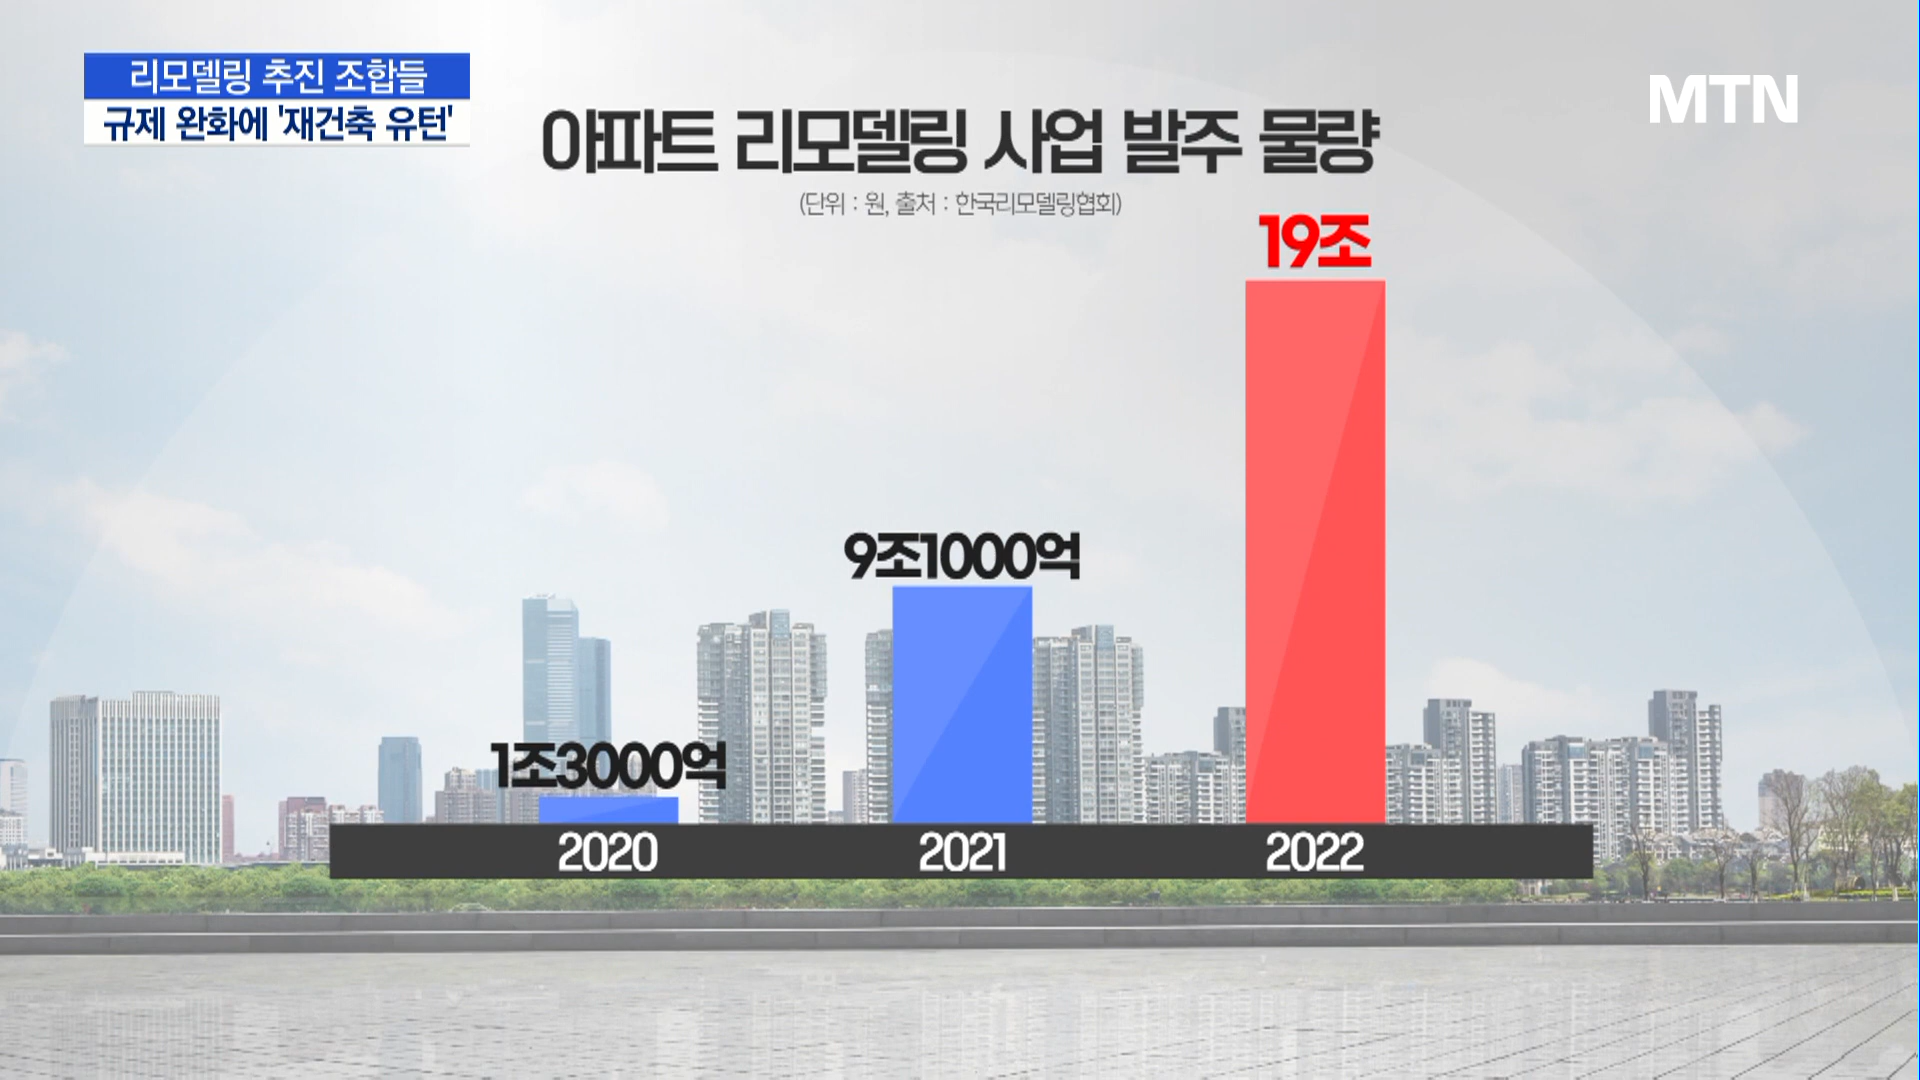 리모델링 추진 조합들
규제 완화에 '재건축 유턴'
MTN
아파트 리모델링 사업 발주 물량
(단위 : 원, 출처 : 한국리모델링협회)
19조
9조1000억
1조3000억
2020
2021
2022